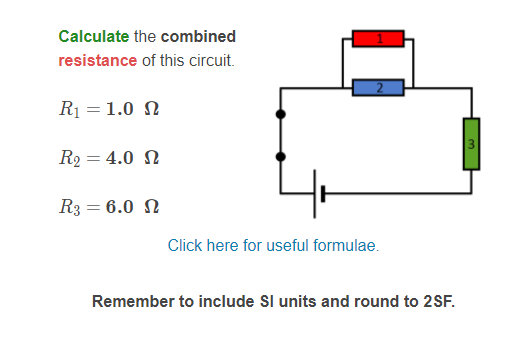 Calculate the combined
resistance of this circuit.
R₁ = 1.0 Ω
R₂ = 4.0 Ω
R₃ = 6.0 Ω
1
2
3
Click here for useful formulae.
Remember to include SI units and round to 2SF.